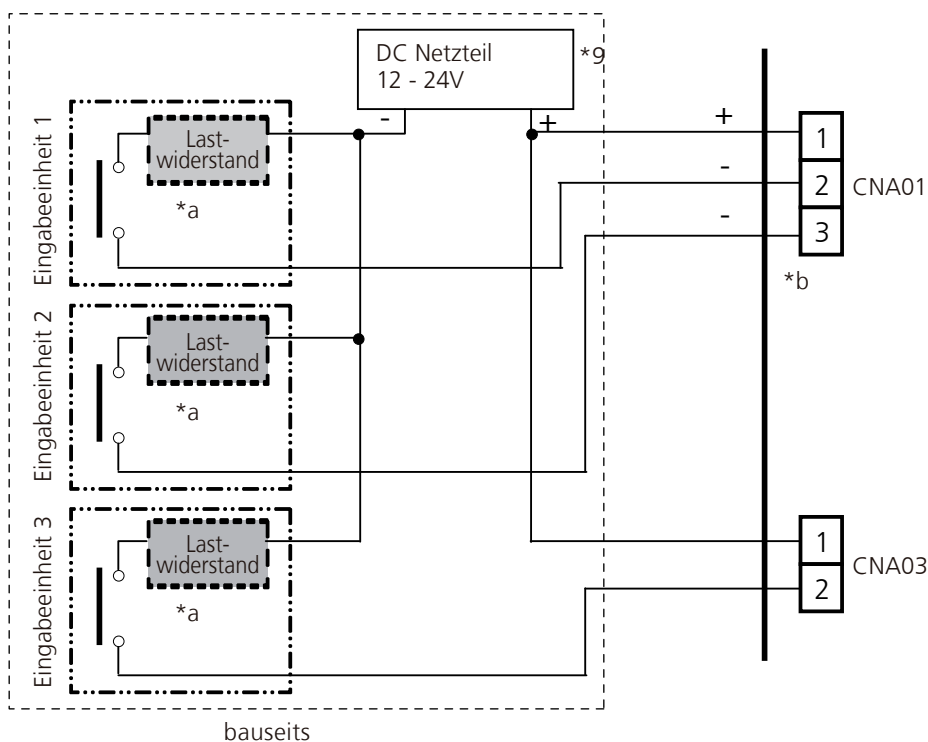 DC Netzteil
12 - 24V
*9
-
+
+
-
-
1
2
3
CNA01
*b
Eingabeeinheit 1
Last-
widerstand
*a
Eingabeeinheit 2
Last-
widerstand
*a
Eingabeeinheit 3
Last-
widerstand
*a
1
2
CNA03
bauseits